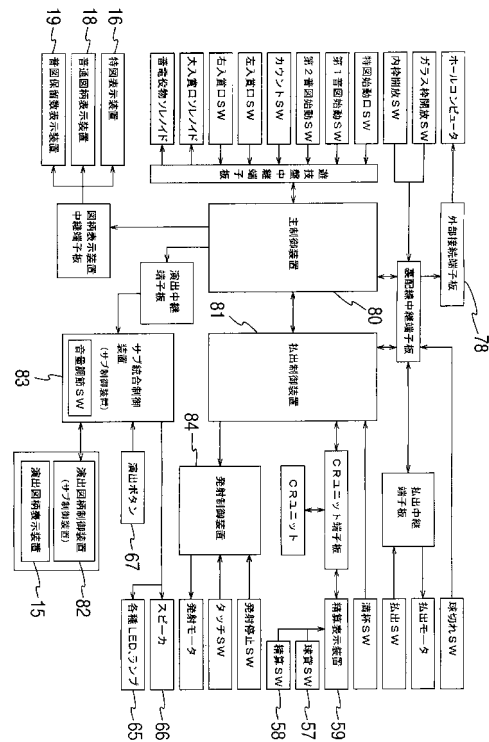 ホールコンピュータ
外部接続端子板
78
ガラス枠開放SW
内枠開放SW
裏配線中継端子板
球切れSW
払出中継
端子板
払出モータ
払出SW
満杯SW
特図始動口SW
第1普図始動SW
第2普図始動SW
カウントSW
左入賞口SW
右入賞口SW
大入賞口ソレノイド
普電役物ソレノイド
遊技盤中継端子板
主制御装置
80
払出制御装置
81
CRユニット端子板
CRユニット
精算表示装置
59
球貸SW
57
精算SW
58
発射制御装置
84
発射停止SW
タッチSW
発射モータ
特図表示装置
16
普通図柄表示装置
18
普図保留数表示装置
19
図柄表示装置
中継端子板
演出中継
端子板
サブ統合制御
装置
(サブ制御装置)
音量調節SW
83
スピーカ
66
各種LED、ランプ
65
演出ボタン
67
演出図柄制御装置
(サブ制御装置)
82
演出図柄表示装置
15